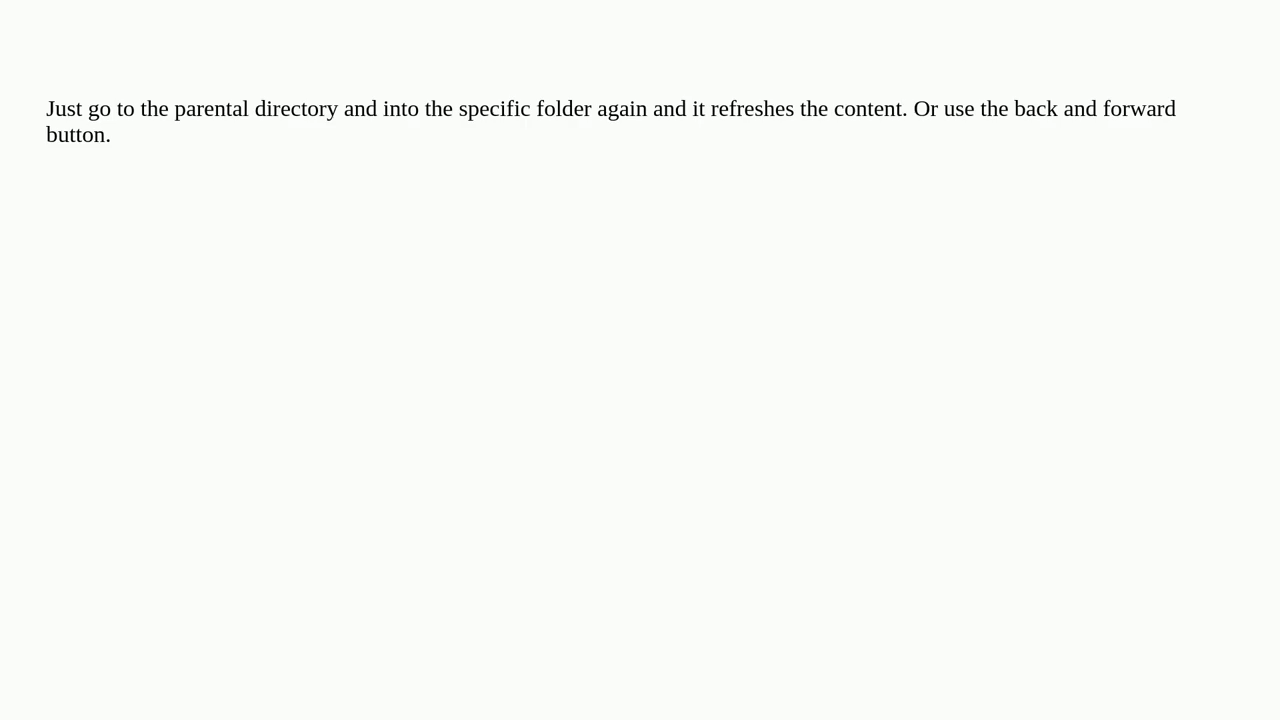 Just go to the parental directory and into the specific folder again and it refreshes the content. Or use the back and forward
button.